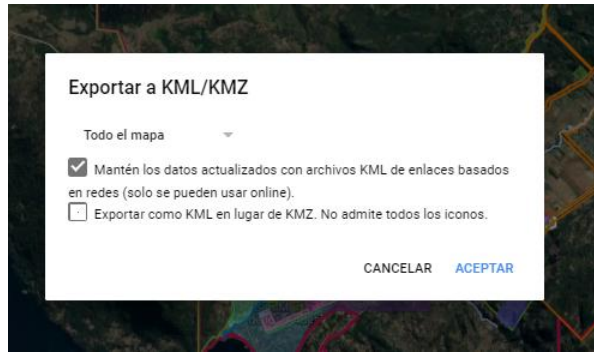 Exportar a KML/KMZ
Todo el mapa
Mantén los datos actualizados con archivos KML de enlaces basados
en redes (solo se pueden usar online).
Exportar como KML en lugar de KMZ. No admite todos los iconos.
CANCELAR ACEPTAR